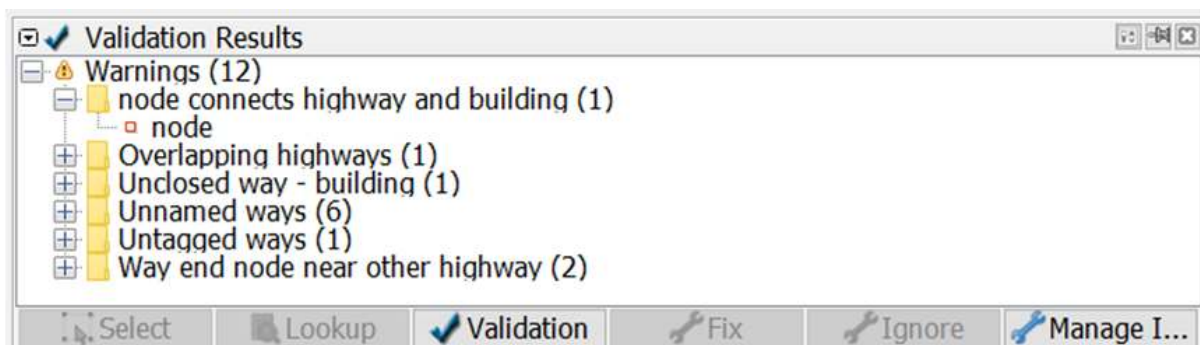 Validation Results
Warnings (12)
node connects highway and building (1)
node
Overlapping highways (1)
Unclosed way - building (1)
Unnamed ways (6)
Untagged ways (1)
Way end node near other highway (2)
Select Lookup Validation Fix Ignore Manage I...